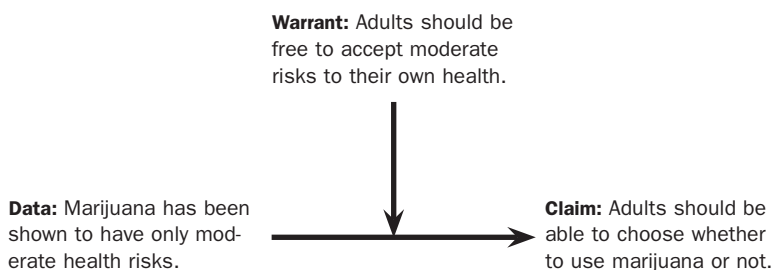 Warrant: Adults should be
free to accept moderate
risks to their own health.
Data: Marijuana has been
shown to have only mod-
erate health risks.
Claim: Adults should be
able to choose whether
to use marijuana or not.